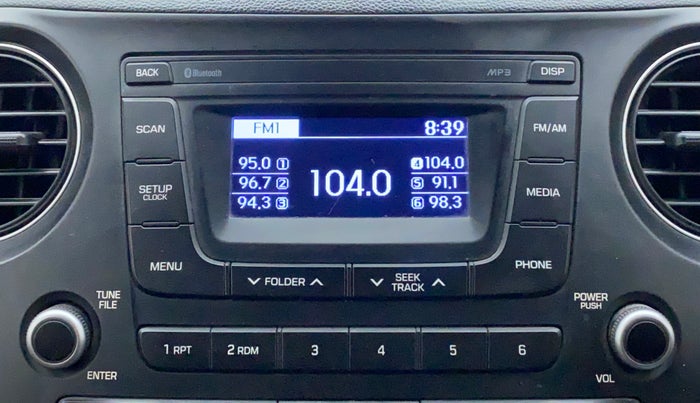 BACK Bluetooth MP3 DISP
SCAN FM1 8:39 FM/AM
95.0 1 4 104.0
SETUP CLOCK 96.7 2 104.0 5 91.1 MEDIA
94.3 3 6 98.3
MENU FOLDER SEEK TRACK PHONE
TUNE FILE POWER PUSH
1 RPT 2 RDM 3 4 5 6
ENTER VOL